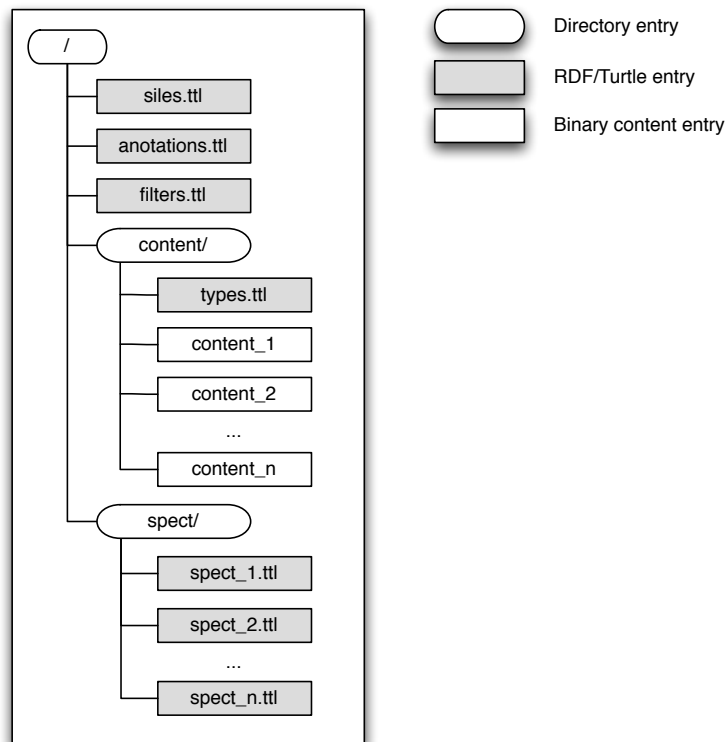 /
siles.ttl
anotations.ttl
filters.ttl
content/
types.ttl
content_1
content_2
...
content_n
spect/
spect_1.ttl
spect_2.ttl
...
spect_n.ttl
Directory entry
RDF/Turtle entry
Binary content entry